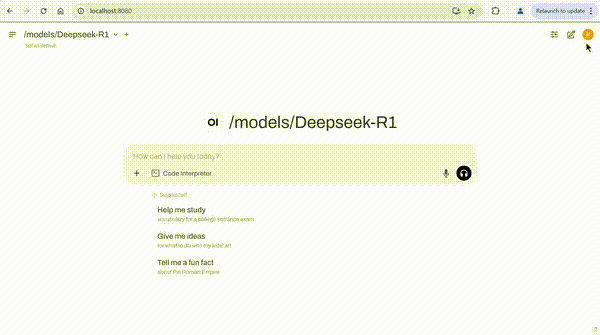 localhost:8080
Relaunch to update
/models/Deepseek-R1
Set as default
OI /models/Deepseek-R1
How can I help you today?
Code Interpreter
Suggested
Help me study
vocabulary for a college entrance exam
Give me ideas
for what to do with my kids' art
Tell me a fun fact
about the Roman Empire